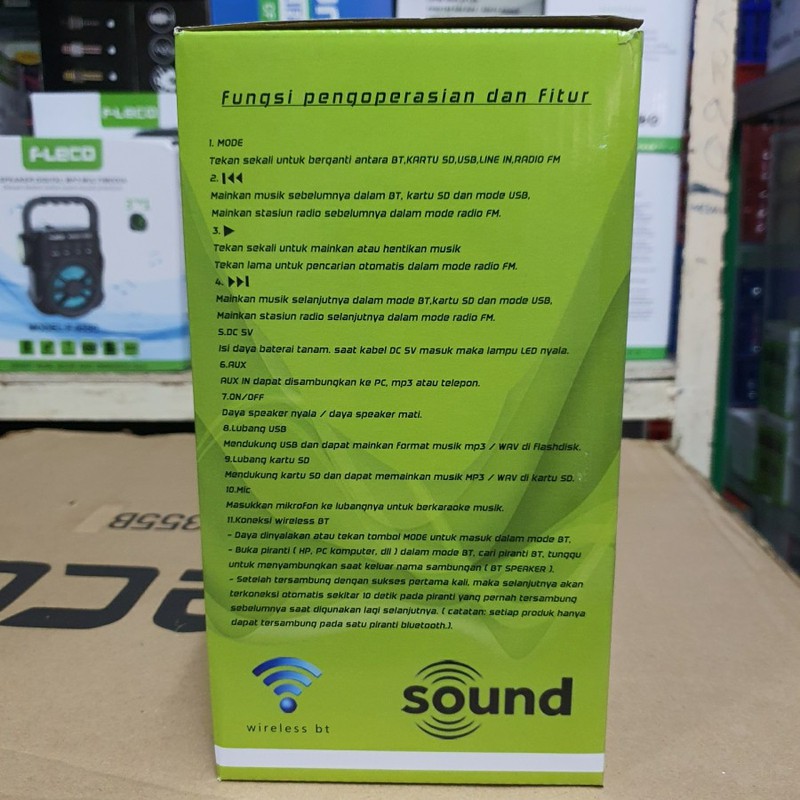 Fungsi pengoperasian dan Fitur
1. MODE
Tekan sekali untuk berganti antara BT,KARTU SD,USB,LINE IN,RADIO FM
2.
Mainkan musik sebelumnya dalam BT, kartu SD dan mode USB,
Mainkan stasiun radio sebelumnya dalam mode radio FM.
3.
Tekan sekali untuk mainkan atau hentikan musik
Tekan lama untuk pencarian otomatis dalam mode radio FM.
4.
Mainkan musik selanjutnya dalam mode BT,kartu SD dan mode USB,
Mainkan stasiun radio selanjutnya dalam mode radio FM.
5.DC 5V
Isi daya baterai tanam. saat kabel DC 5V masuk maka lampu LED nyala.
6.AUX
AUX IN dapat disambungkan ke PC, mp3 atau telepon.
7.ON/OFF
Daya speaker nyala / daya speaker mati.
8.Lubang USB
Mendukung USB dan dapat mainkan format musik mp3 / WAV di flashdisk.
9.Lubang kartu SD
Mendukung kartu SD dan dapat memainkan musik MP3 / WAV di kartu SD.
10.Mic
Masukkan mikrofon ke lubangnya untuk berkaraoke musik.
11.Koneksi wireless BT
- Daya dinyalakan atau tekan tombol MODE untuk masuk dalam mode BT.
- Buka piranti ( HP, PC komputer, dll ) dalam mode BT, cari piranti BT, tunggu
untuk menyambungkan saat keluar nama sambungan ( BT SPEAKER ).
- Setelah tersambung dengan sukses pertama kali, maka selanjutnya akan
terkoneksi otomatis sekitar 10 detik pada piranti yang pernah tersambung
sebelumnya saat digunakan lagi selanjutnya. ( catatan: setiap produk hanya
dapat tersambung pada satu piranti bluetooth.).
wireless bt
sound
F-LECO
F-LECO
355B